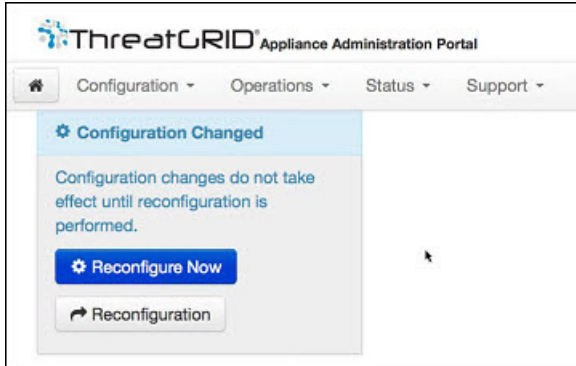 ThreatGRID Appliance Administration Portal
Configuration Operations Status Support
Configuration Changed
Configuration changes do not take
effect until reconfiguration is
performed.
Reconfigure Now
Reconfiguration